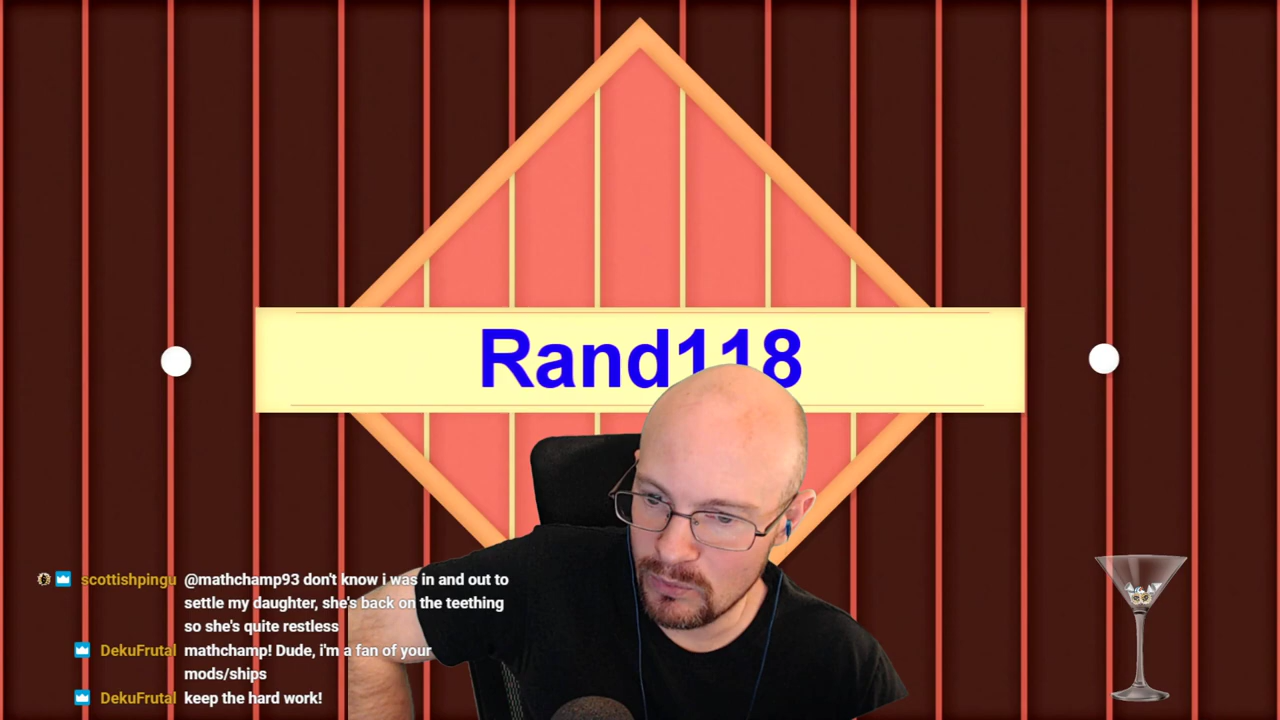 Rand118
scottishpingu @mathchamp93 don't know i was in and out to
settle my daughter, she's back on the teething
so she's quite restless
DekuFrutal mathchamp! Dude, i'm a fan of your
mods/ships
DekuFrutal keep the hard work!